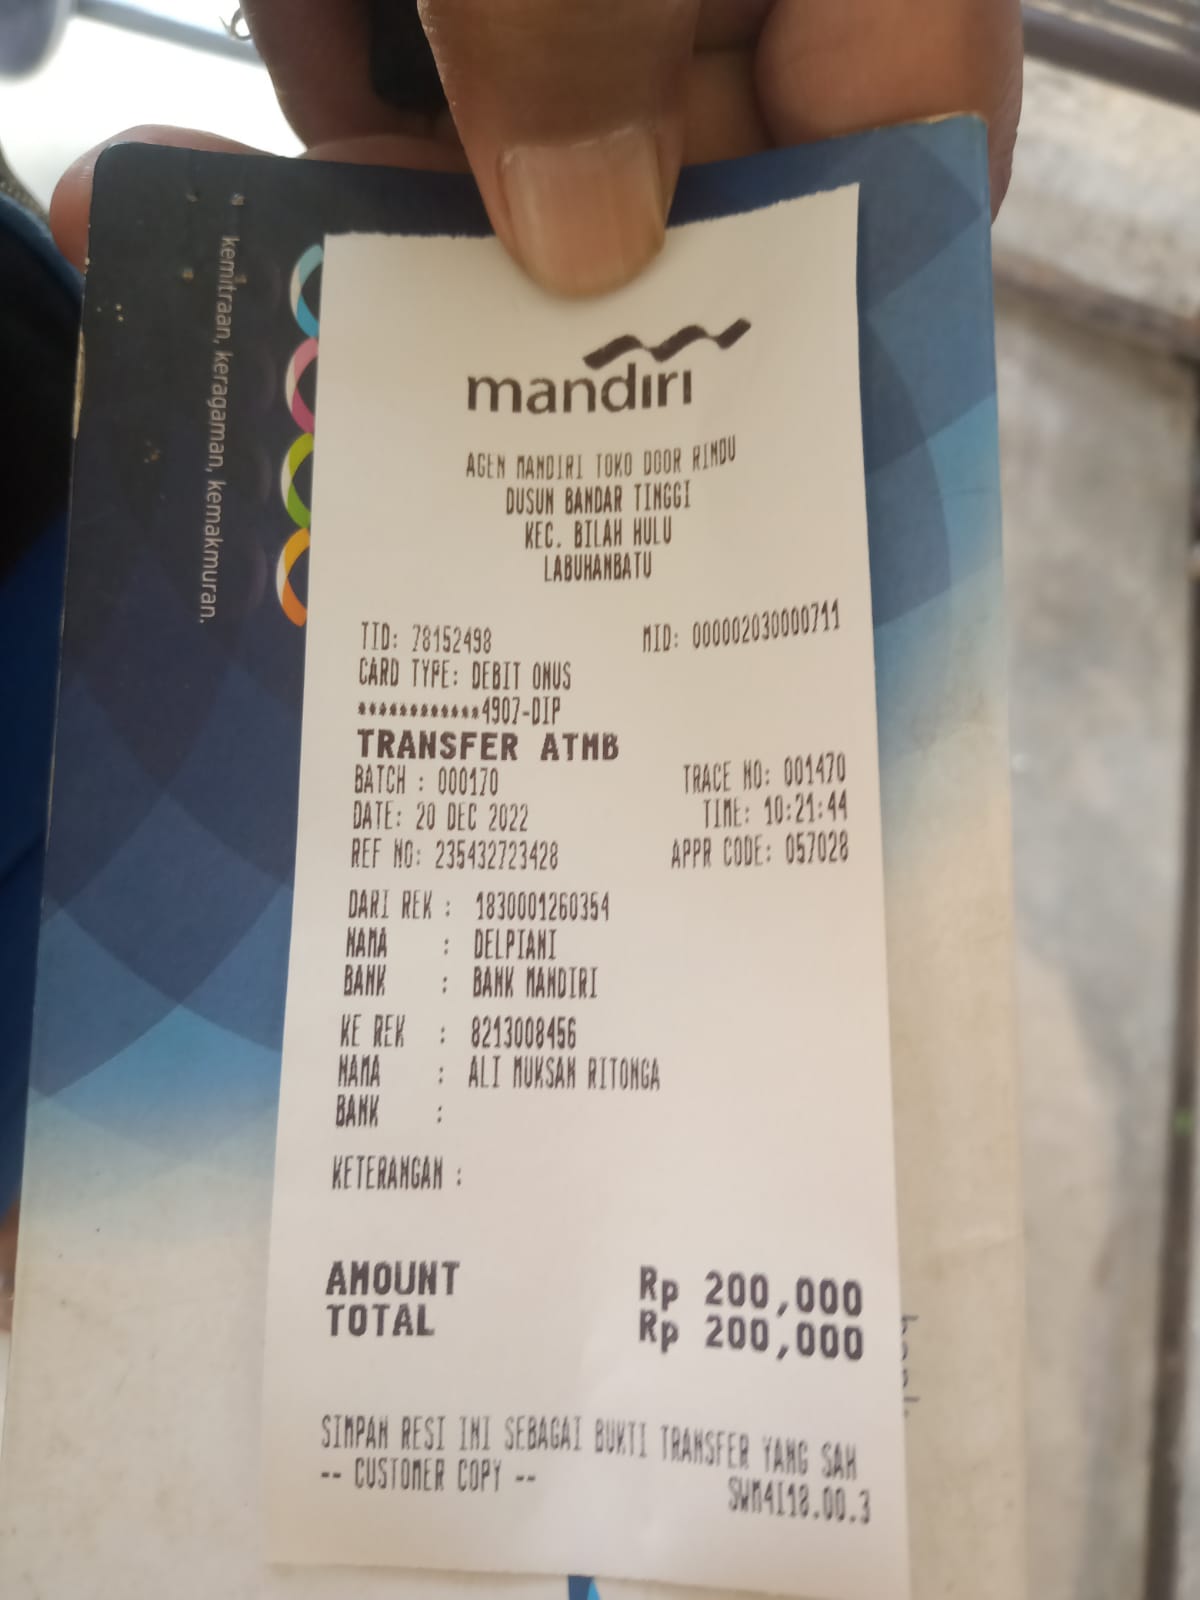 kemitraan, keragaman, kemakmuran.
mandiri
AGEN MANDIRI TOKO DOOR RINDU
DUSUN BANDAR TINGGI
KEC. BILAH HULU
LABUHANBATU
TID: 78152498 MID: 000002030000711
CARD TYPE: DEBIT ONUS
************4907-DIP
TRANSFER ATMB
BATCH : 000170 TRACE NO: 001470
DATE: 20 DEC 2022 TIME: 10:21:44
REF NO: 235432723428 APPR CODE: 057028
DARI REK : 1830001260354
NAMA : DELPIANI
BANK : BANK MANDIRI
KE REK : 8213008456
NAMA : ALI MUKSAN RITONGA
BANK :
KETERANGAN :
AMOUNT Rp 200,000
TOTAL Rp 200,000
SIMPAN RESI INI SEBAGAI BUKTI TRANSFER YANG SAH
-- CUSTOMER COPY --
SWM4I18.00.3